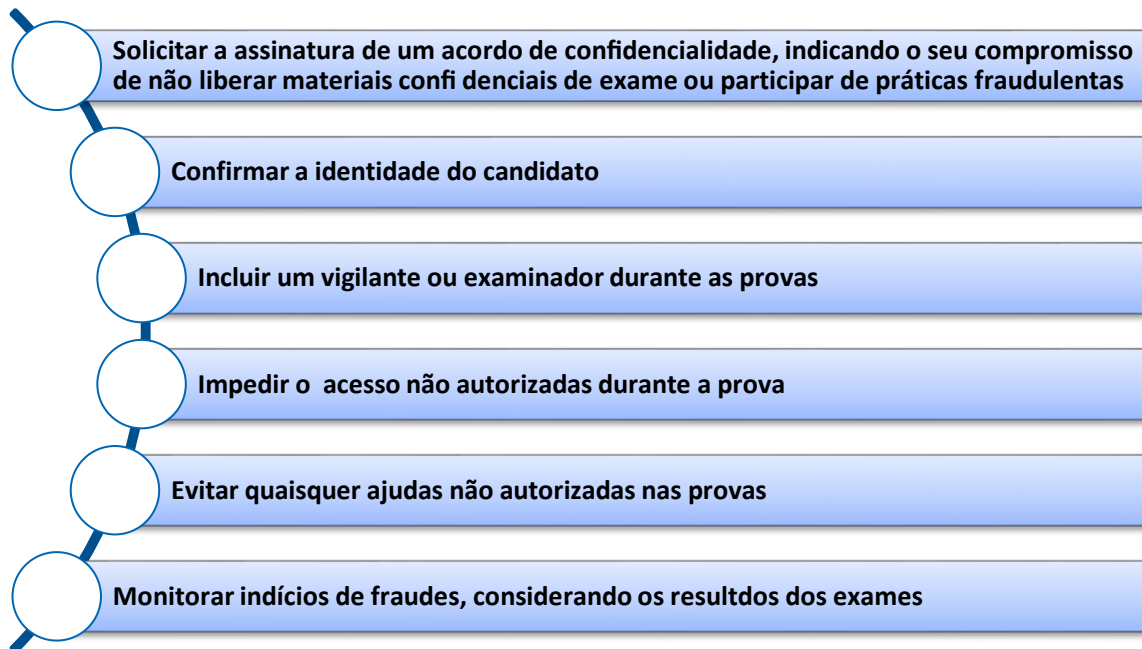 Solicitar a assinatura de um acordo de confidencialidade, indicando o seu compromisso
de não liberar materiais confi denciais de exame ou participar de práticas fraudulentas
Confirmar a identidade do candidato
Incluir um vigilante ou examinador durante as provas
Impedir o  acesso não autorizadas durante a prova
Evitar quaisquer ajudas não autorizadas nas provas
Monitorar indícios de fraudes, considerando os resultdos dos exames